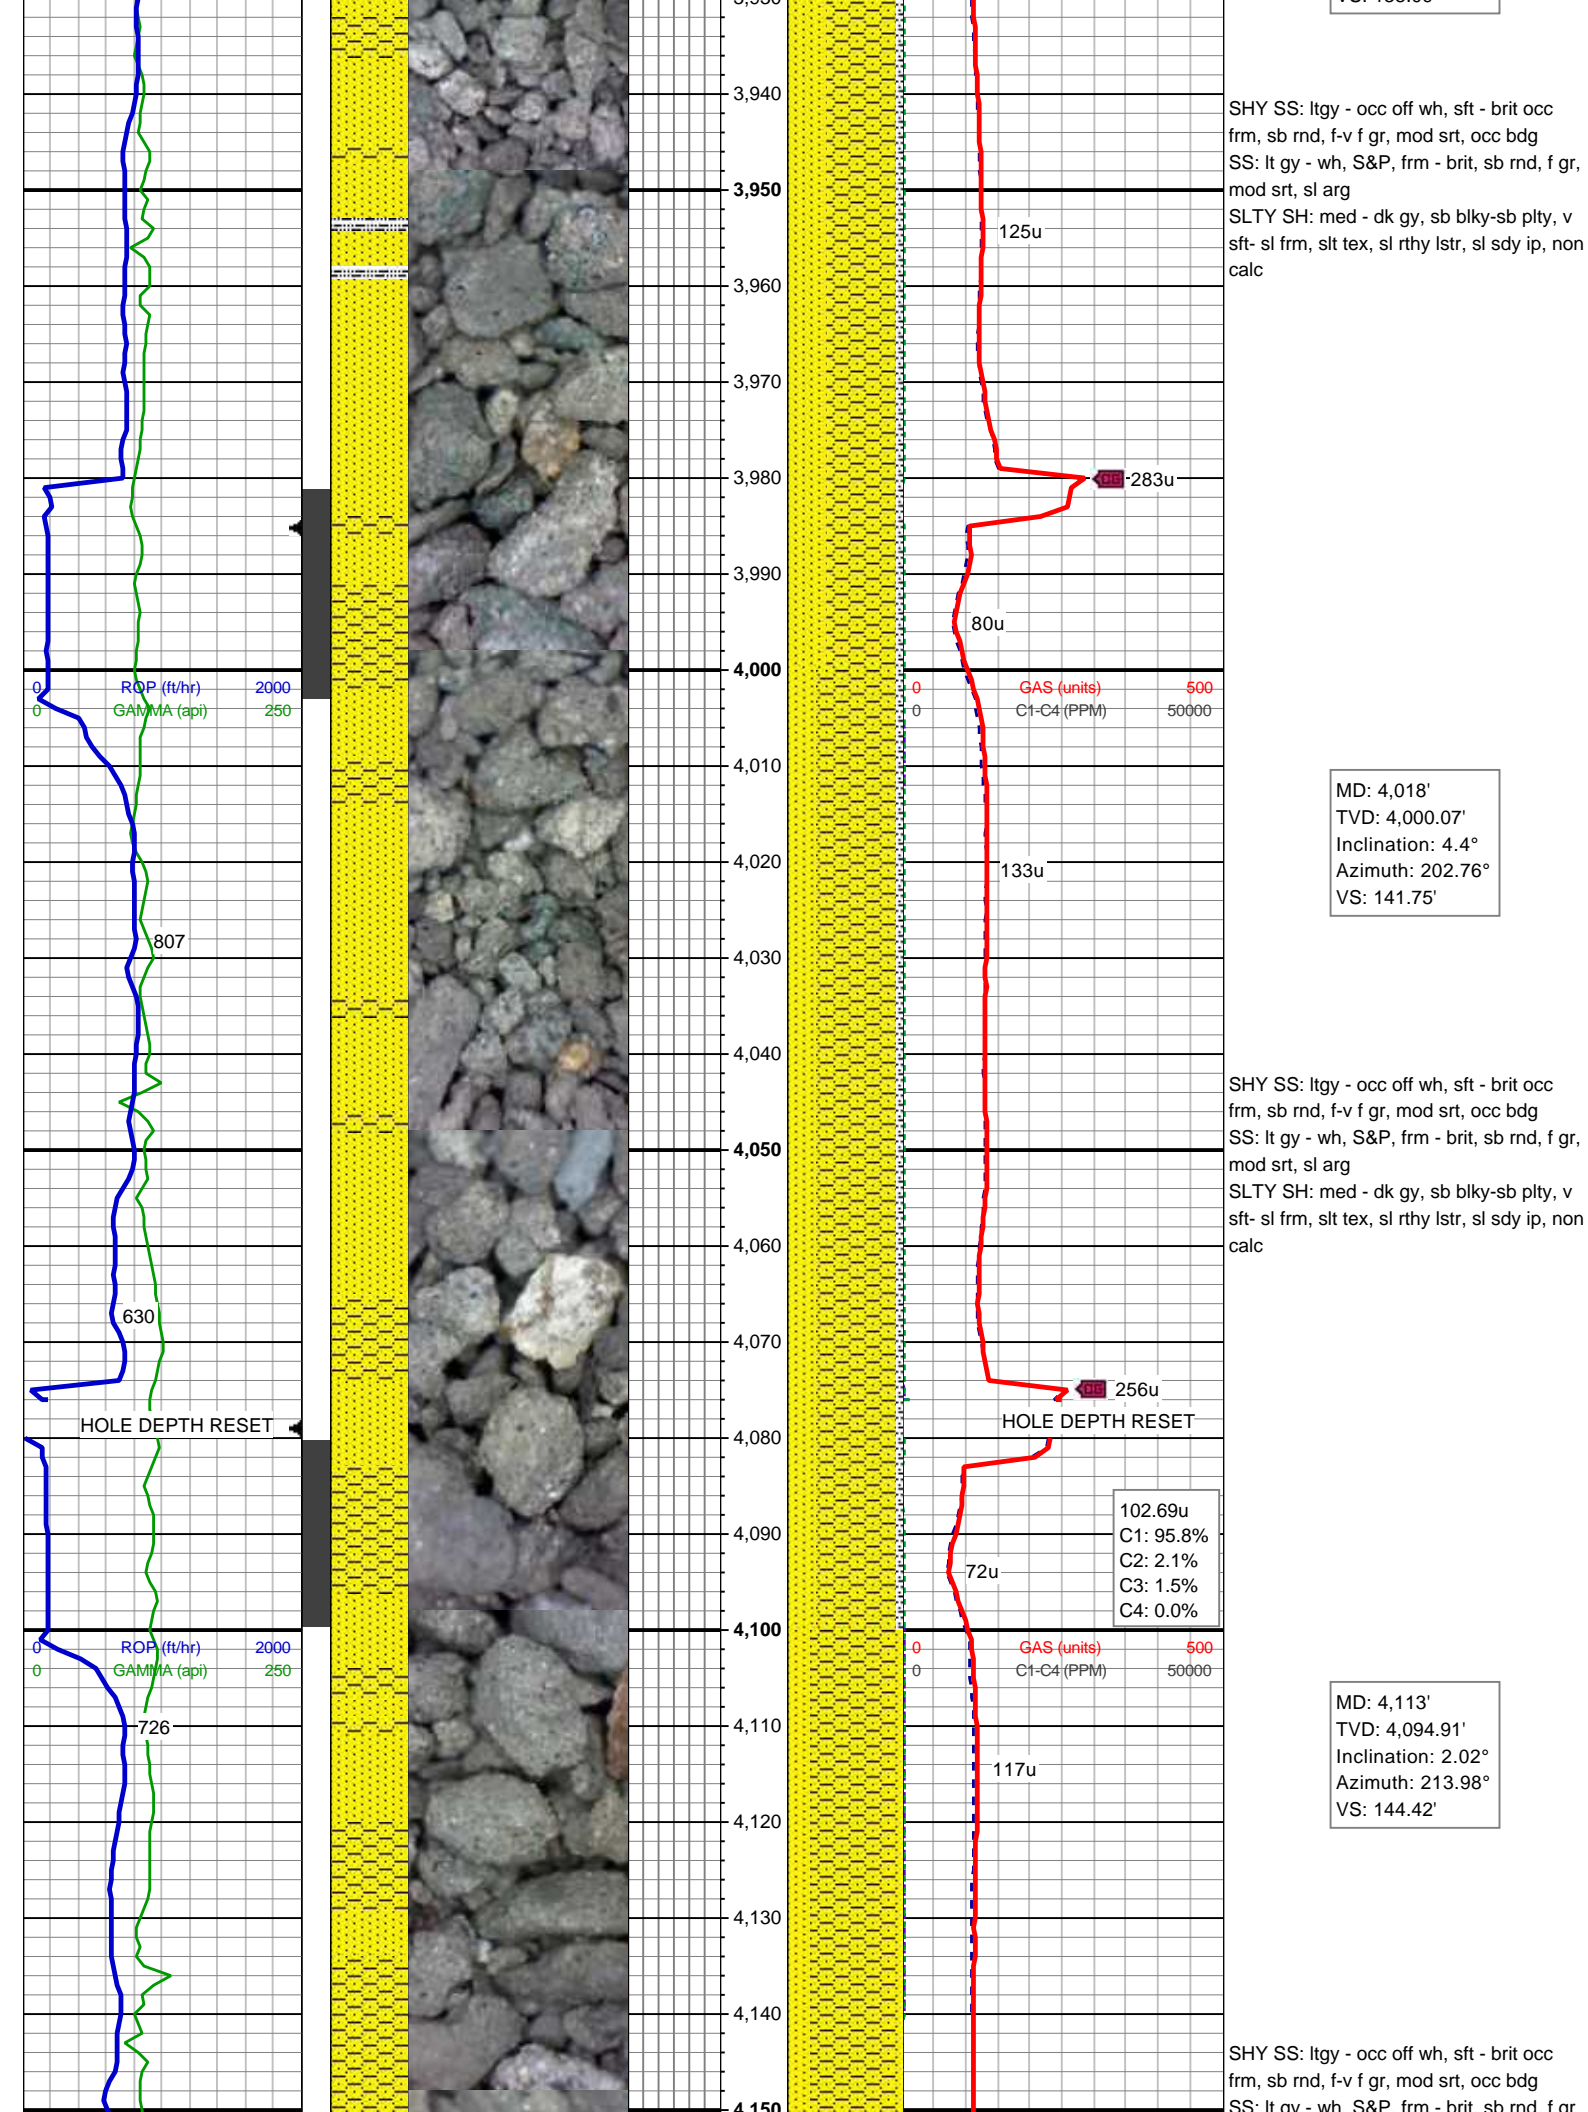 3,940
SHY SS: ltgy - occ off wh, sft - brit occ
frm, sb rnd, f-v f gr, mod srt, occ bdg
SS: lt gy - wh, S&P, frm - brit, sb rnd, f gr,
mod srt, sl arg
SLTY SH: med - dk gy, sb blky-sb plty, v
sft- sl frm, slt tex, sl rthy lstr, sl sdy ip, non
calc
3,950
125u
3,960
3,970
3,980
CG 283u
3,990
80u
4,000
0 ROP (ft/hr) 2000
0 GAMMA (api) 250
0 GAS (units) 500
0 C1-C4 (PPM) 50000
4,010
MD: 4,018'
TVD: 4,000.07'
Inclination: 4.4°
Azimuth: 202.76°
VS: 141.75'
4,020
133u
807
4,030
4,040
SHY SS: ltgy - occ off wh, sft - brit occ
frm, sb rnd, f-v f gr, mod srt, occ bdg
SS: lt gy - wh, S&P, frm - brit, sb rnd, f gr,
mod srt, sl arg
SLTY SH: med - dk gy, sb blky-sb plty, v
sft- sl frm, slt tex, sl rthy lstr, sl sdy ip, non
calc
4,050
4,060
630
4,070
CG 256u
HOLE DEPTH RESET
HOLE DEPTH RESET
4,080
102.69u
C1: 95.8%
C2: 2.1%
C3: 1.5%
C4: 0.0%
4,090
72u
4,100
0 ROP (ft/hr) 2000
0 GAMMA (api) 250
0 GAS (units) 500
0 C1-C4 (PPM) 50000
MD: 4,113'
TVD: 4,094.91'
Inclination: 2.02°
Azimuth: 213.98°
VS: 144.42'
726
4,110
117u
4,120
4,130
4,140
SHY SS: ltgy - occ off wh, sft - brit occ
frm, sb rnd, f-v f gr, mod srt, occ bdg
SS: lt gy - wh, S&P, frm - brit, sb rnd, f gr,
4,150